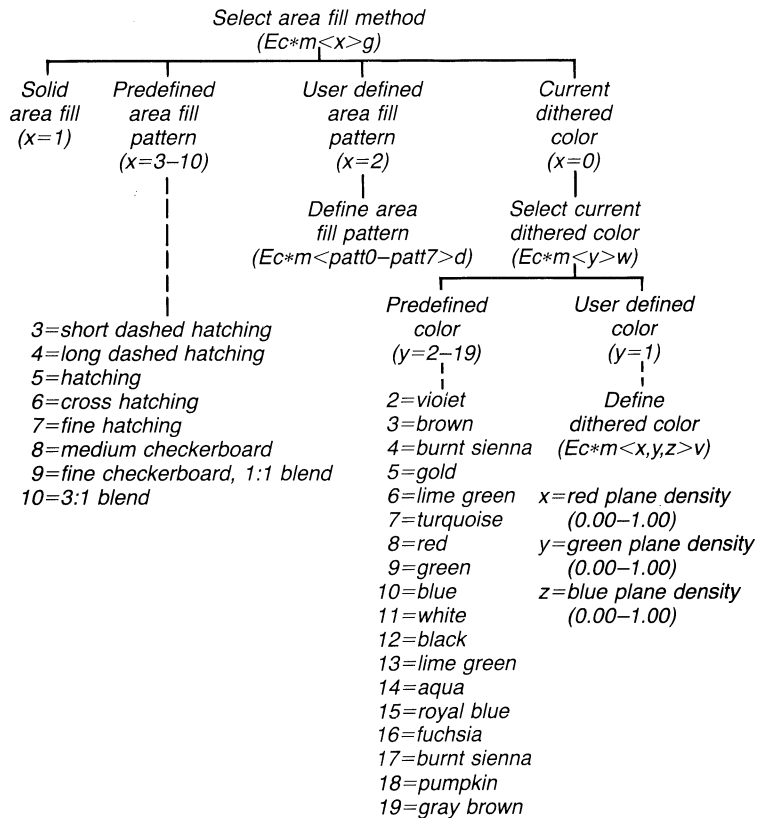 Select area fill method
(Ec*m<x>g)
Solid
area fill
(x=1)
Predefined
area fill
pattern
(x=3–10)
User defined
area fill
pattern
(x=2)
Current
dithered
color
(x=0)
Define area
fill pattern
(Ec*m<patt0–patt7>d)
Select current
dithered color
(Ec*m<y>w)
3=short dashed hatching
4=long dashed hatching
5=hatching
6=cross hatching
7=fine hatching
8=medium checkerboard
9=fine checkerboard, 1:1 blend
10=3:1 blend
Predefined
color
(y=2–19)
2=violet
3=brown
4=burnt sienna
5=gold
6=lime green
7=turquoise
8=red
9=green
10=blue
11=white
12=black
13=lime green
14=aqua
15=royal blue
16=fuchsia
17=burnt sienna
18=pumpkin
19=gray brown
User defined
color
(y=1)
Define
dithered color
(Ec*m<x,y,z>v)
x=red plane density
(0.00–1.00)
y=green plane density
(0.00–1.00)
z=blue plane density
(0.00–1.00)